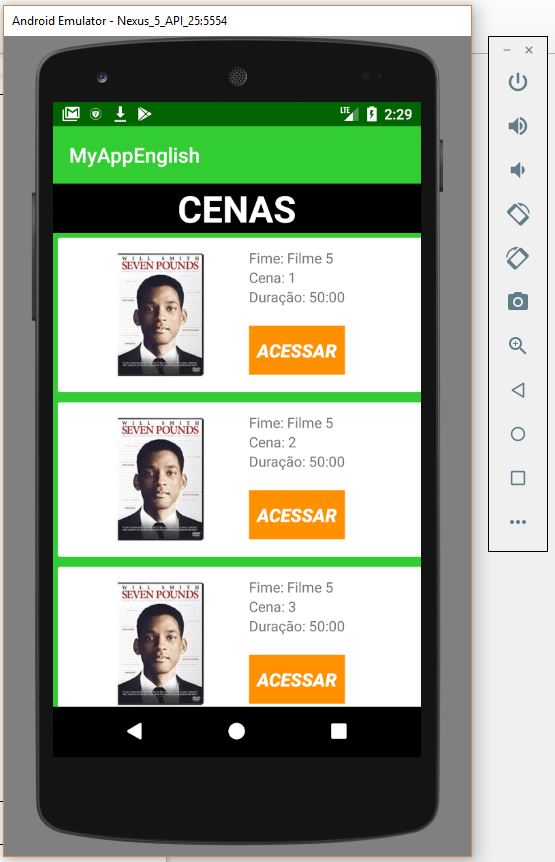 Android Emulator - Nexus_5_API_25:5554
LTE 2:29
MyAppEnglish
CENAS
WILL SMITH
SEVEN POUNDS
Fime: Filme 5
Cena: 1
Duração: 50:00
ACESSAR
WILL SMITH
SEVEN POUNDS
Fime: Filme 5
Cena: 2
Duração: 50:00
ACESSAR
WILL SMITH
SEVEN POUNDS
Fime: Filme 5
Cena: 3
Duração: 50:00
ACESSAR